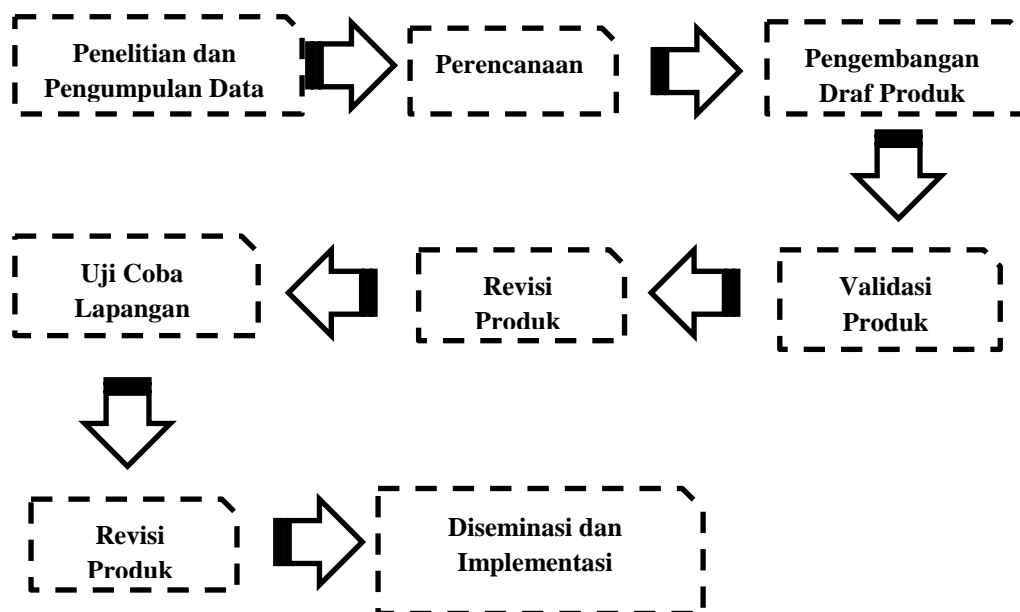 Penelitian dan
Pengumpulan Data
Perencanaan
Pengembangan
Draf Produk
Validasi
Produk
Revisi
Produk
Uji Coba
Lapangan
Revisi
Produk
Diseminasi dan
Implementasi